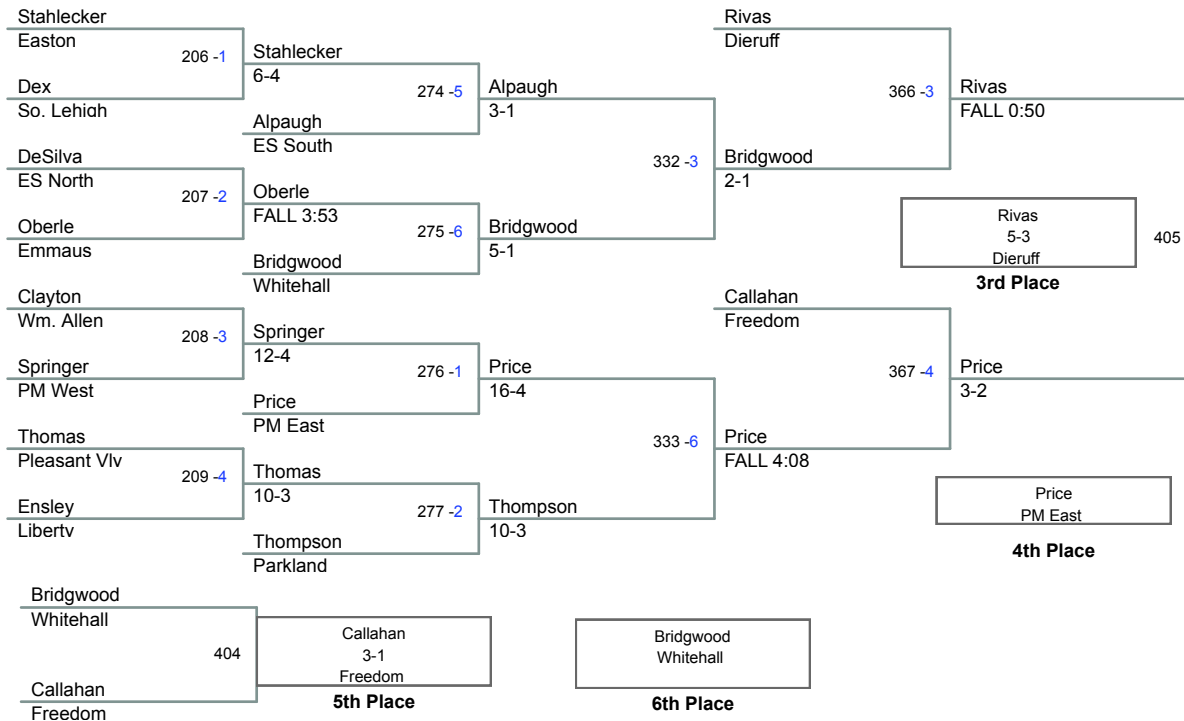 Stahlecker
Easton
206 -1
Dex
So. Lehigh
Stahlecker
6-4
274 -5
Alpaugh
ES South
Alpaugh
3-1
DeSilva
ES North
207 -2
Oberle
Emmaus
Oberle
FALL 3:53
275 -6
Bridgwood
Whitehall
Bridgwood
5-1
332 -3
Bridgwood
2-1
Rivas
Dieruff
366 -3
Rivas
FALL 0:50
Rivas
5-3
Dieruff
405
3rd Place
Clayton
Wm. Allen
208 -3
Springer
PM West
Springer
12-4
276 -1
Price
PM East
Price
16-4
Thomas
Pleasant Vly
209 -4
Ensley
Liberty
Thomas
10-3
277 -2
Thompson
Parkland
Thompson
10-3
333 -6
Price
FALL 4:08
Callahan
Freedom
367 -4
Price
3-2
Price
PM East
4th Place
Bridgwood
Whitehall
404
Callahan
Freedom
Callahan
3-1
Freedom
5th Place
Bridgwood
Whitehall
6th Place